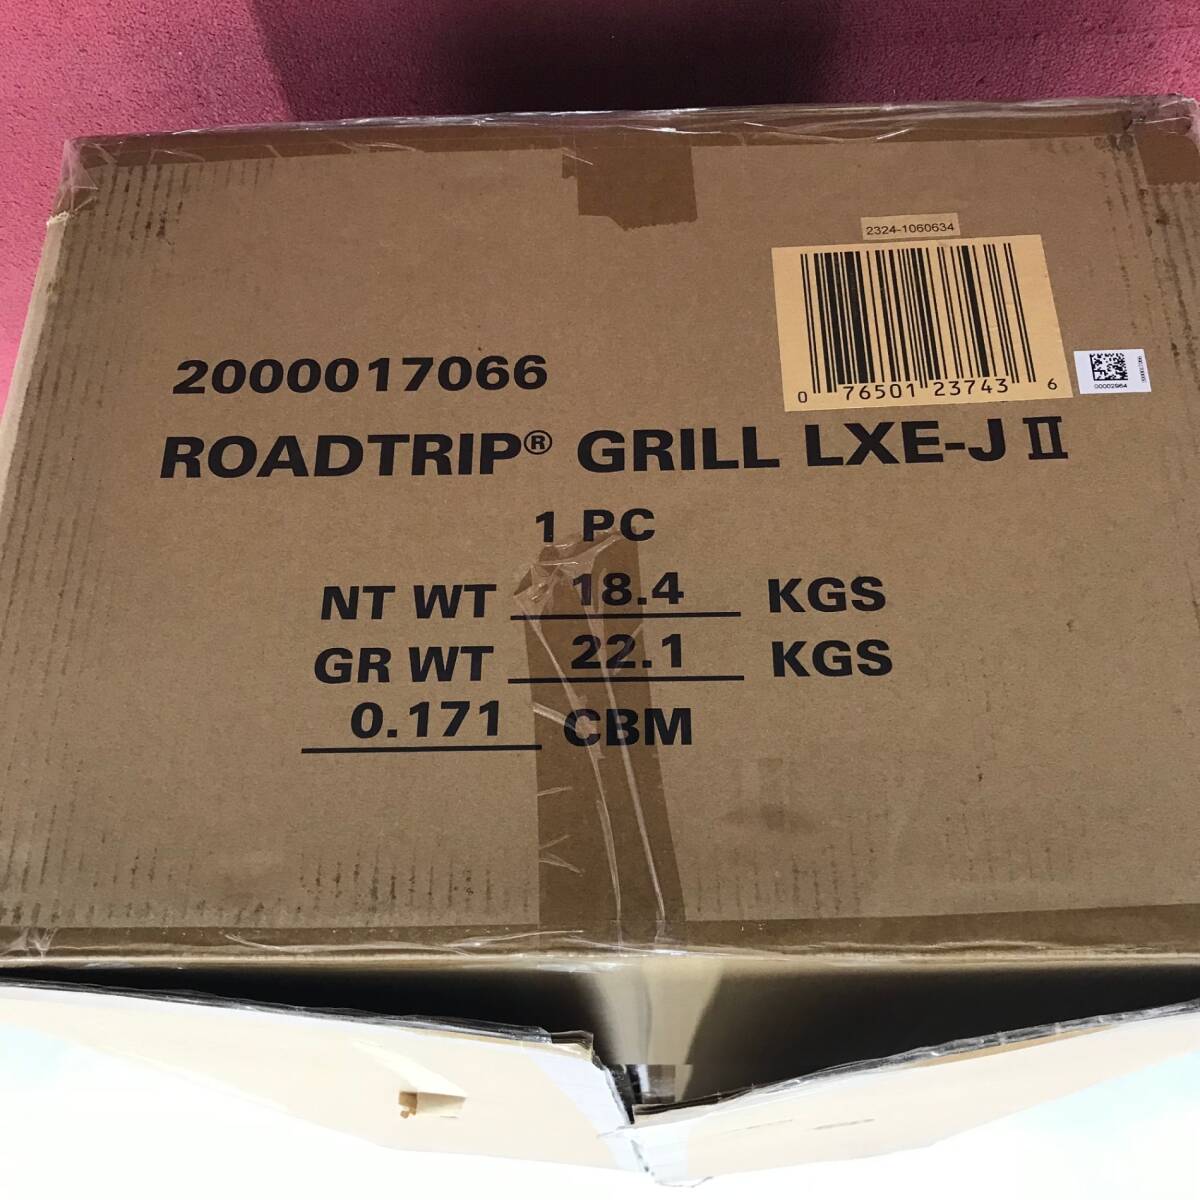 2324-1060634
0 76501 23743 6
00002964
2000017066
ROADTRIP® GRILL LXE-J II
1 PC
NT WT 18.4 KGS
GR WT 22.1 KGS
0.171 CBM